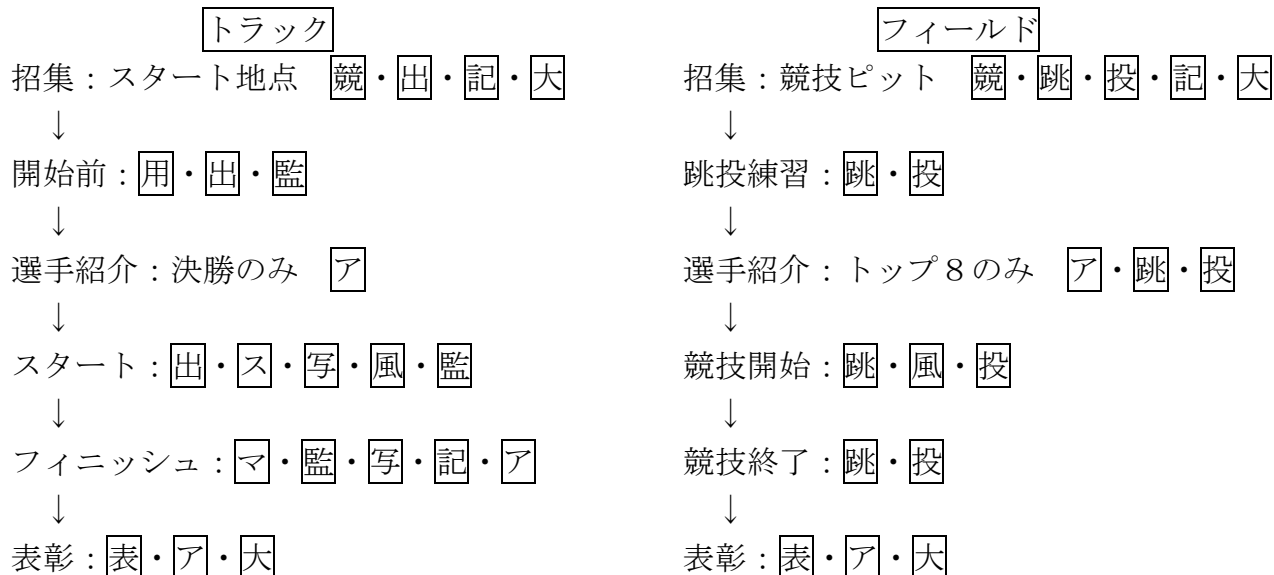 トラック
招集：スタート地点　競・出・記・大
↓
開始前：用・出・監
↓
選手紹介：決勝のみ　ア
↓
スタート：出・ス・写・風・監
↓
フィニッシュ：マ・監・写・記・ア
↓
表彰：表・ア・大
フィールド
招集：競技ピット　競・跳・投・記・大
↓
跳投練習：跳・投
↓
選手紹介：トップ８のみ　ア・跳・投
↓
競技開始：跳・風・投
↓
競技終了：跳・投
↓
表彰：表・ア・大